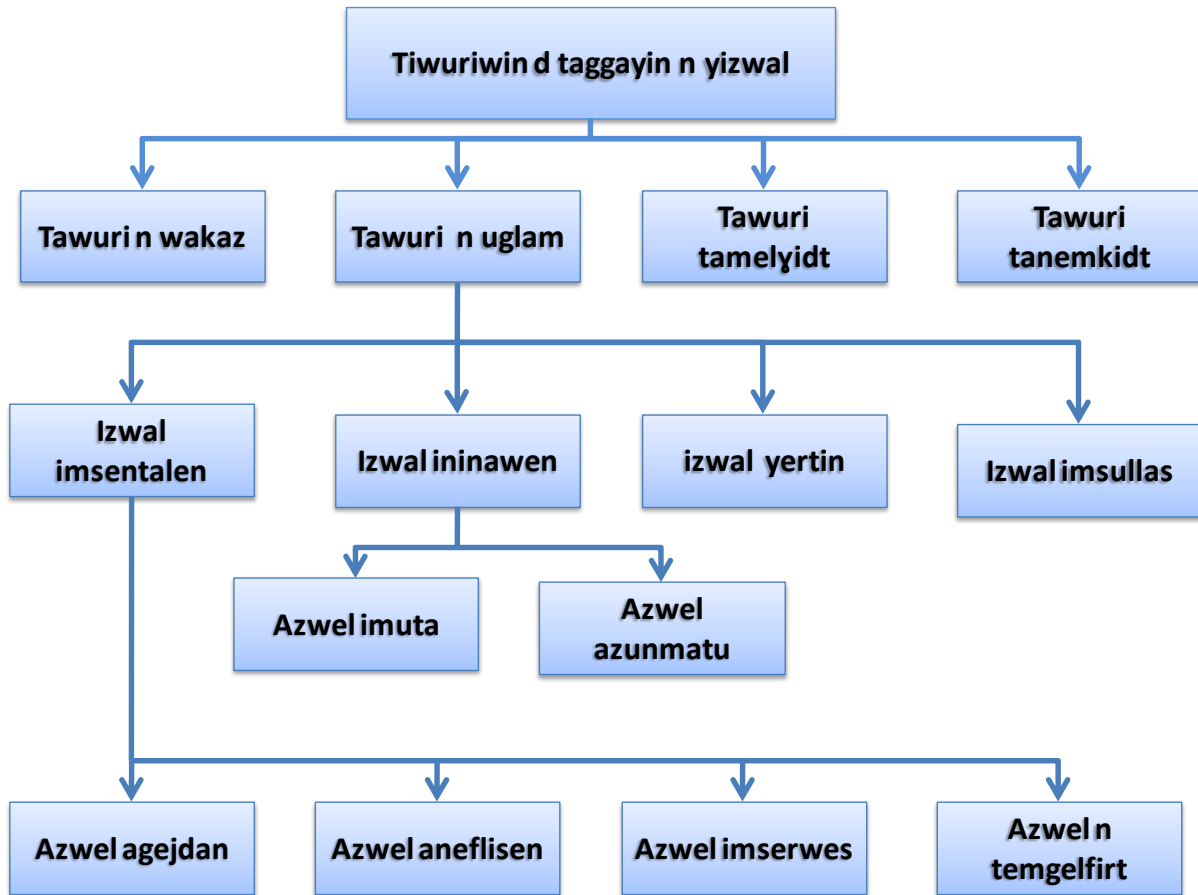 Tiwuriwin d taggayin n yizwal
Tawuri n wakaz
Tawuri n uglam
Tawuri
tamelɣidt
Tawuri
tanemkidt
Izwal
imsentalen
Izwal ininawen
izwal yertin
Izwal imsullas
Azwel imuta
Azwel
azunmatu
Azwel agejdan
Azwel aneflisen
Azwel imserwes
Azwel n
temgelfirt